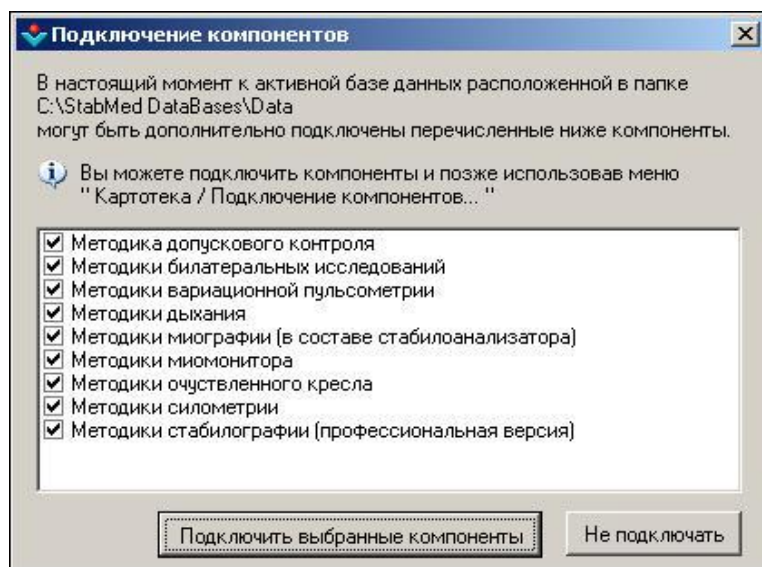 Подключение компонентов
В настоящий момент к активной базе данных расположенной в папке
C:\StabMed DataBases\Data
могут быть дополнительно подключены перечисленные ниже компоненты.
Вы можете подключить компоненты и позже использовав меню
" Картотека / Подключение компонентов... "
Методика допускового контроля
Методики билатеральных исследований
Методики вариационной пульсометрии
Методики дыхания
Методики миографии (в составе стабилоанализатора)
Методики миомонитора
Методики очуствленного кресла
Методики силометрии
Методики стабилографии (профессиональная версия)
Подключить выбранные компоненты Не подключать